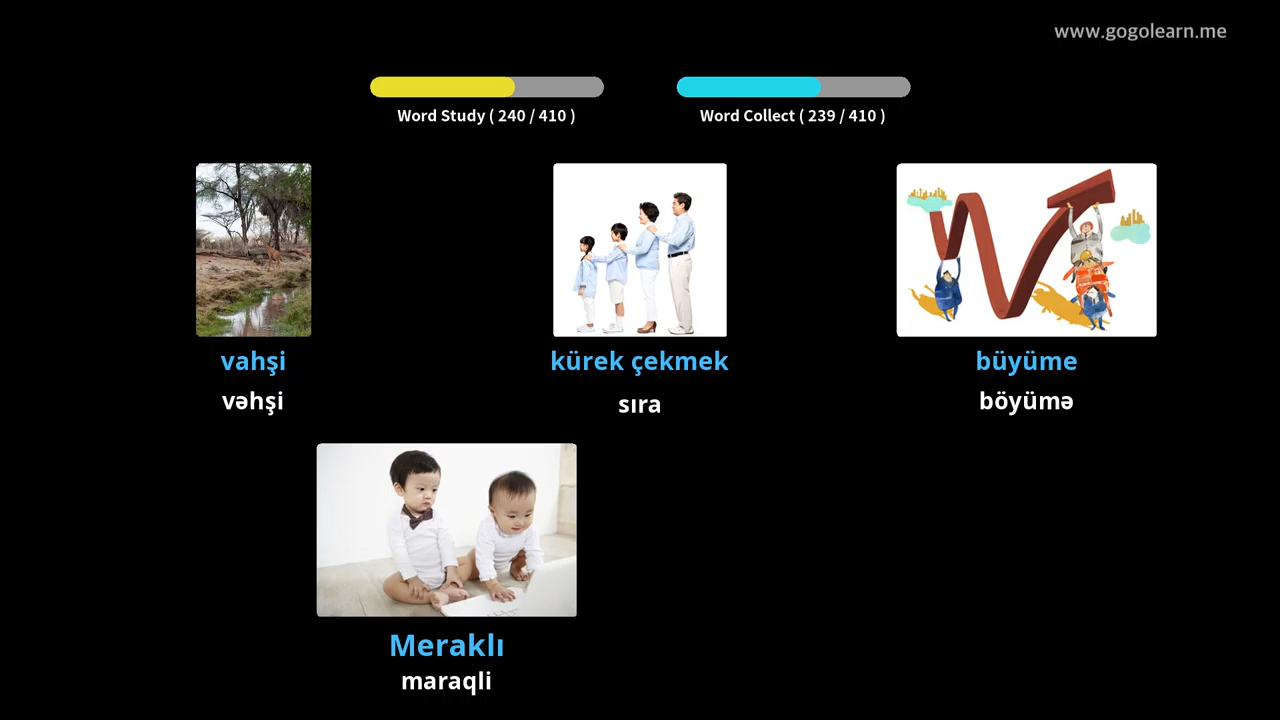 www.gogolearn.me
Word Study ( 240 / 410 )
Word Collect ( 239 / 410 )
vahşi
kürek çekmek
büyüme
vəhşi
sıra
böyümə
Meraklı
maraqli